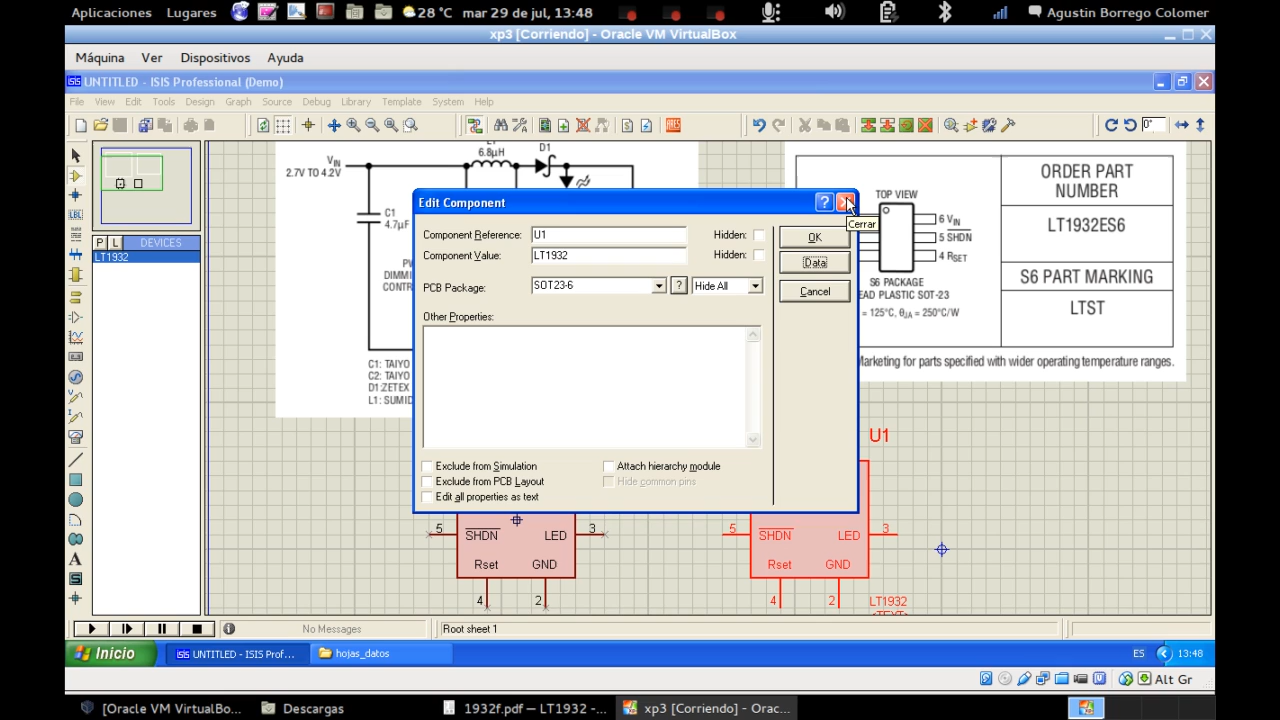 Aplicaciones Lugares 28 °C mar 29 de jul, 13:48 Agustin Borrego Colomer
xp3 [Corriendo] - Oracle VM VirtualBox
Máquina Ver Dispositivos Ayuda
ISIS UNTITLED - ISIS Professional (Demo)
File View Edit Tools Design Graph Source Debug Library Template System Help
ARES 0°
P L DEVICES
LT1932
LBL
6.8µH D1
VIN
2.7V TO 4.2V
C1
4.7µF
DIMMI
CONTR
C1: TAIYO
C2: TAIYO
D1:ZETEX
L1: SUMID
Edit Component ?
Cerrar
Component Reference: U1 Hidden: OK
Component Value: LT1932 Hidden: Data
PCB Package: SOT23-6 ? Hide All Cancel
Other Properties:
Exclude from Simulation Attach hierarchy module
Exclude from PCB Layout Hide common pins
Edit all properties as text
TOP VIEW
6 VIN
5 SHDN
4 RSET
S6 PACKAGE
EAD PLASTIC SOT-23
= 125°C, θJA = 250°C/W
ORDER PART
NUMBER
LT1932ES6
S6 PART MARKING
LTST
Marketing for parts specified with wider operating temperature ranges.
U1
5 SHDN LED 3
Rset GND
4 2
5 SHDN LED 3
Rset GND
4 2
LT1932
<TEXT>
A
S
No Messages Root sheet 1
Inicio ISIS UNTITLED - ISIS Prof... hojas_datos ES 13:48
Alt Gr
[Oracle VM VirtualBo... Descargas 1932f.pdf — LT1932 -... xp3 [Corriendo] - Orac...